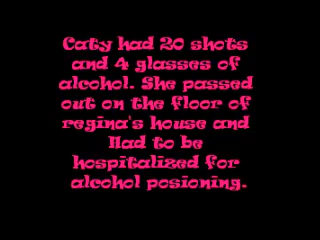 Caty had 20 shots
and 4 glasses of
alcohol. She passed
out on the floor of
regina's house and
Had to be
hospitalized for
alcohol posioning.